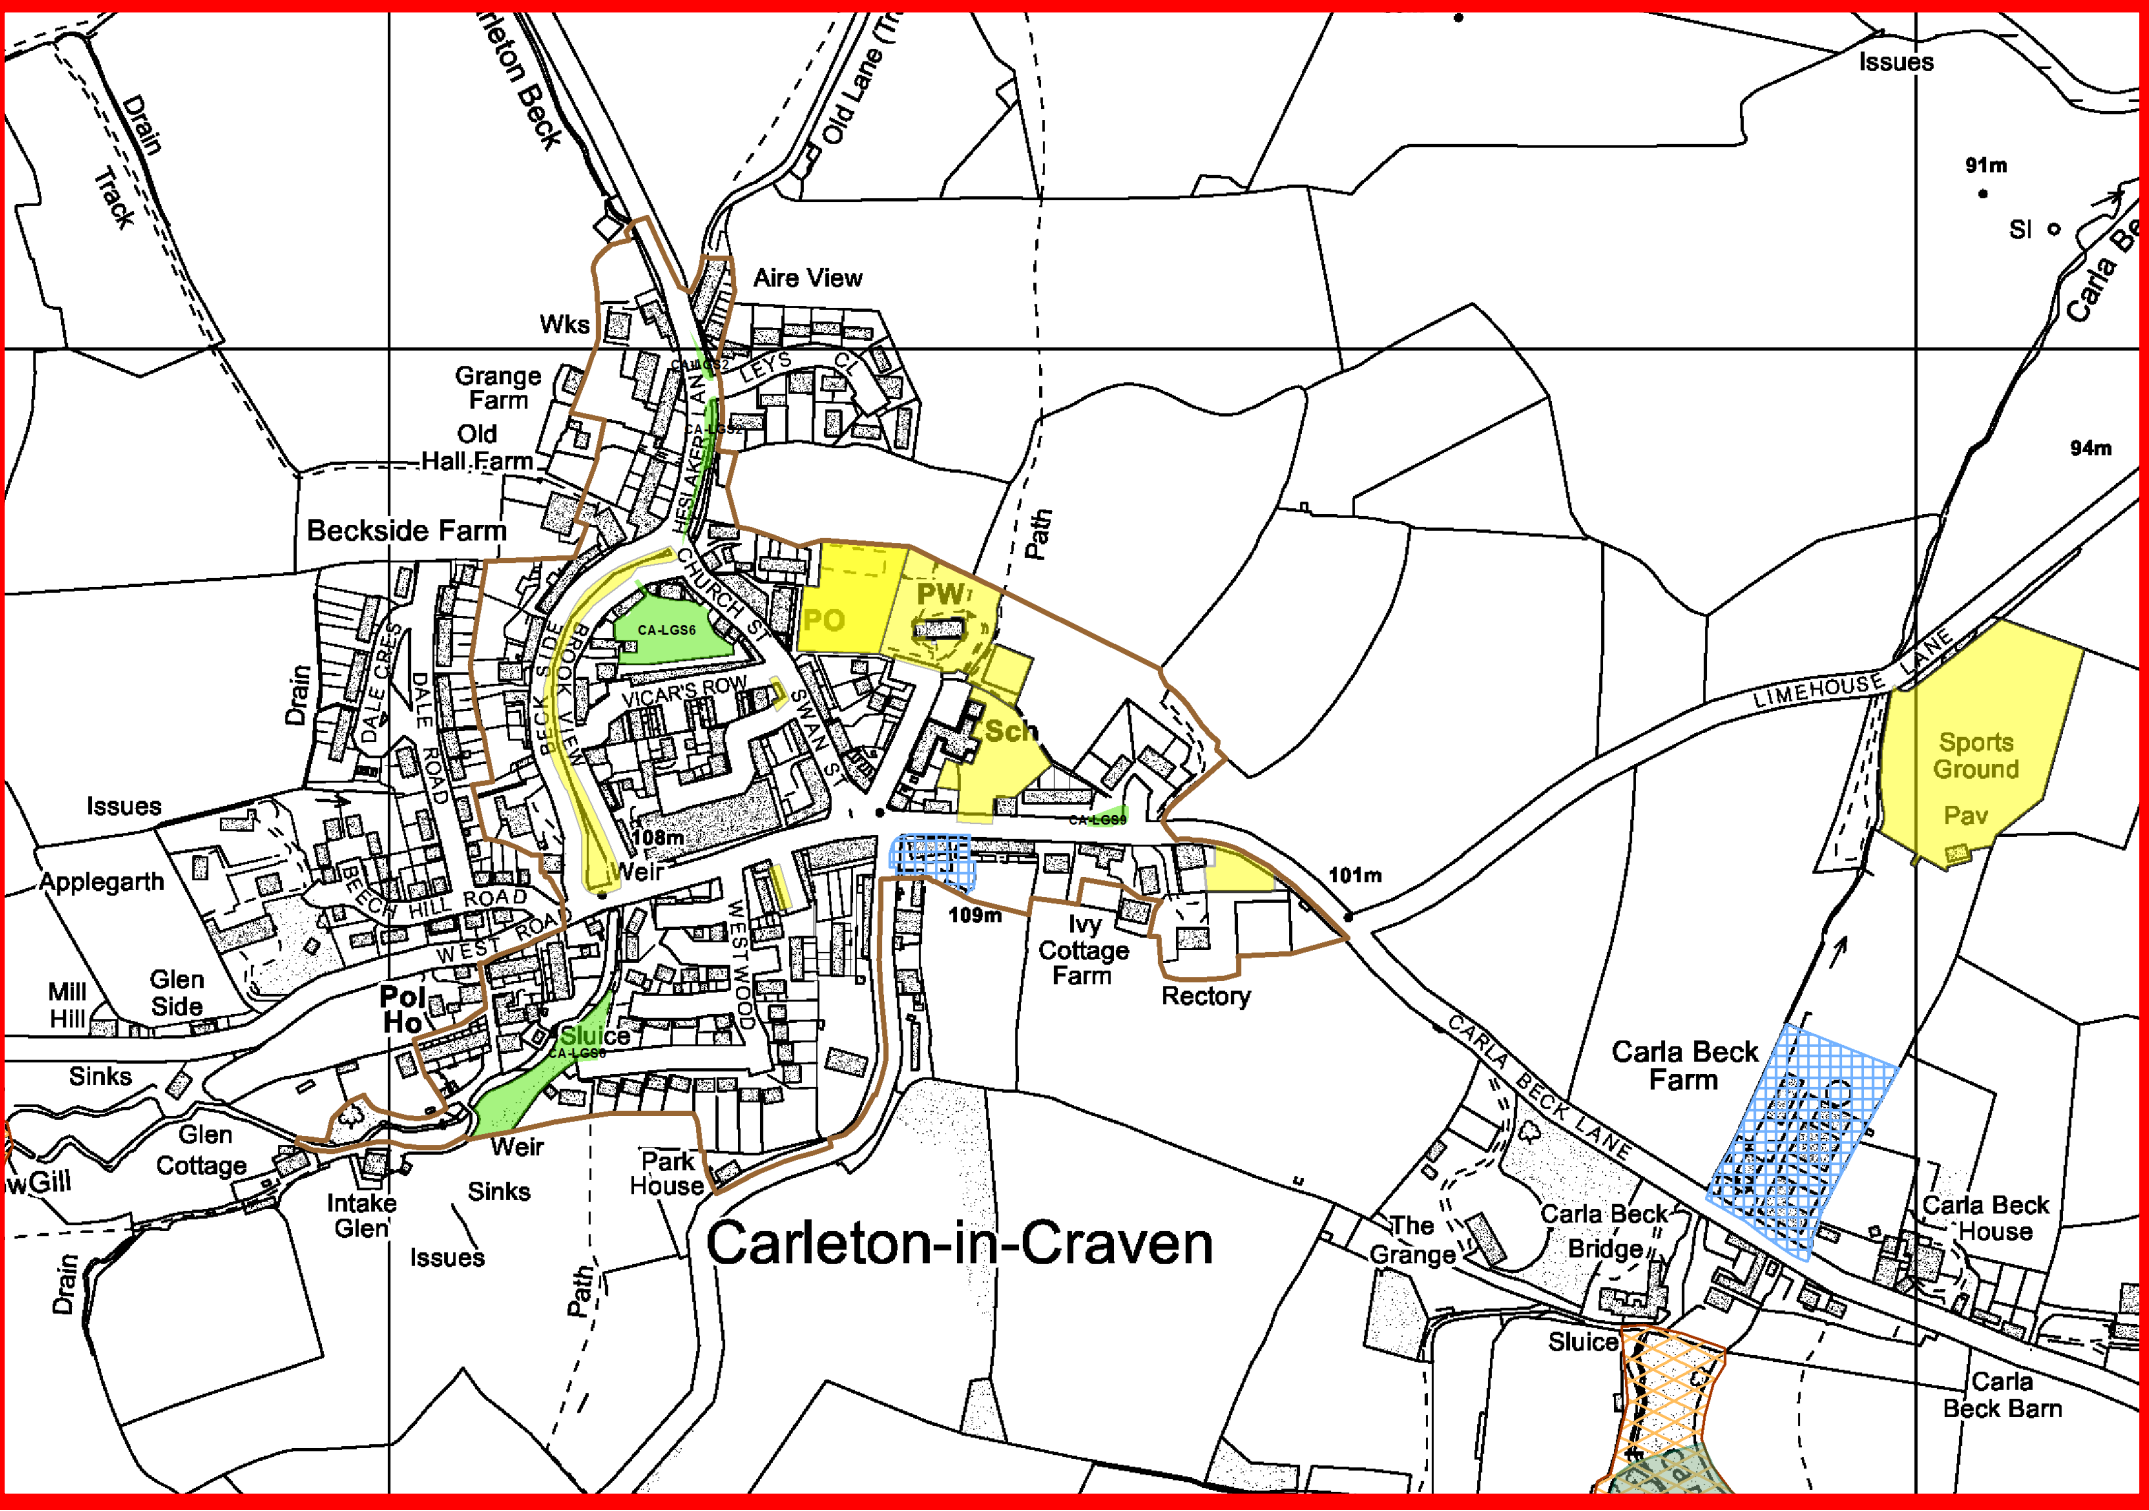 Carleton Beck
Old Lane (Tra
Issues
Drain
Track
91m
Sl
Carla Be
Aire View
Wks
CA-LGS2
LEYS CL
Grange
Farm
CA-LGS2
HESLAKER LAN
Old
Hall Farm
94m
Beckside Farm
Path
CHURCH ST
PO
PW
CA-LGS6
DALE CRES
Drain
DALE ROAD
BECK SIDE
BROOK VIEW
VICAR'S ROW
SWAN ST
Sch
LIMEHOUSE LANE
Sports
Ground
Pav
Issues
108m
Weir
CA-LGS9
Applegarth
BEECH HILL ROAD
WEST ROAD
101m
109m
Ivy
Cottage
Farm
Rectory
WESTWOOD
Mill
Hill
Glen
Side
Pol
Ho
Sluice
CARLA BECK LANE
Carla Beck
Farm
Sinks
Glen
Cottage
Weir
wGill
Intake
Glen
Sinks
Park
House
Issues
Drain
Path
Carleton-in-Craven
The
Grange
Carla Beck
Bridge
Carla Beck
House
Sluice
Carla
Beck Barn